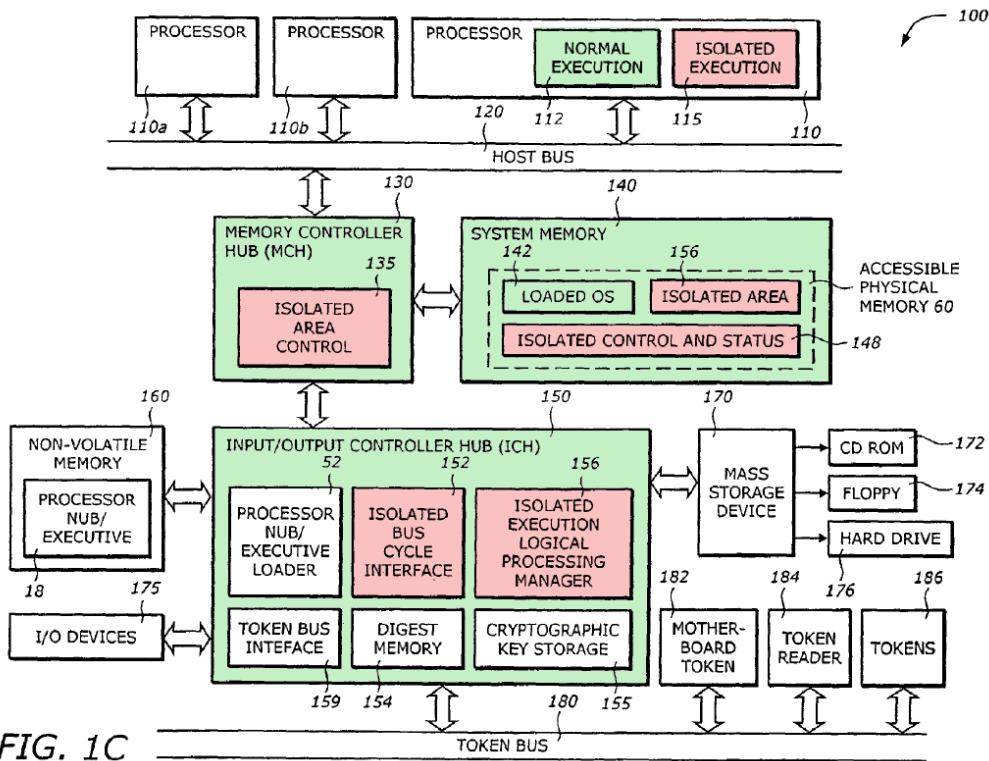 100
PROCESSOR
PROCESSOR
PROCESSOR
NORMAL
EXECUTION
ISOLATED
EXECUTION
110a
110b
120
112
115
110
HOST BUS
130
140
MEMORY CONTROLLER
HUB (MCH)
135
ISOLATED
AREA
CONTROL
SYSTEM MEMORY
142
156
LOADED OS
ISOLATED AREA
ISOLATED CONTROL AND STATUS
148
ACCESSIBLE
PHYSICAL
MEMORY 60
160
150
170
NON-VOLATILE
MEMORY
PROCESSOR
NUB/
EXECUTIVE
18
175
I/O DEVICES
INPUT/OUTPUT CONTROLLER HUB (ICH)
52
152
156
PROCESSOR
NUB/
EXECUTIVE
LOADER
ISOLATED
BUS
CYCLE
INTERFACE
ISOLATED
EXECUTION
LOGICAL
PROCESSING
MANAGER
TOKEN BUS
INTEFACE
DIGEST
MEMORY
CRYPTOGRAPHIC
KEY STORAGE
159
154
155
MASS
STORAGE
DEVICE
CD ROM
172
FLOPPY
174
HARD DRIVE
176
182
184
186
MOTHER-
BOARD
TOKEN
TOKEN
READER
TOKENS
180
TOKEN BUS
FIG. 1C